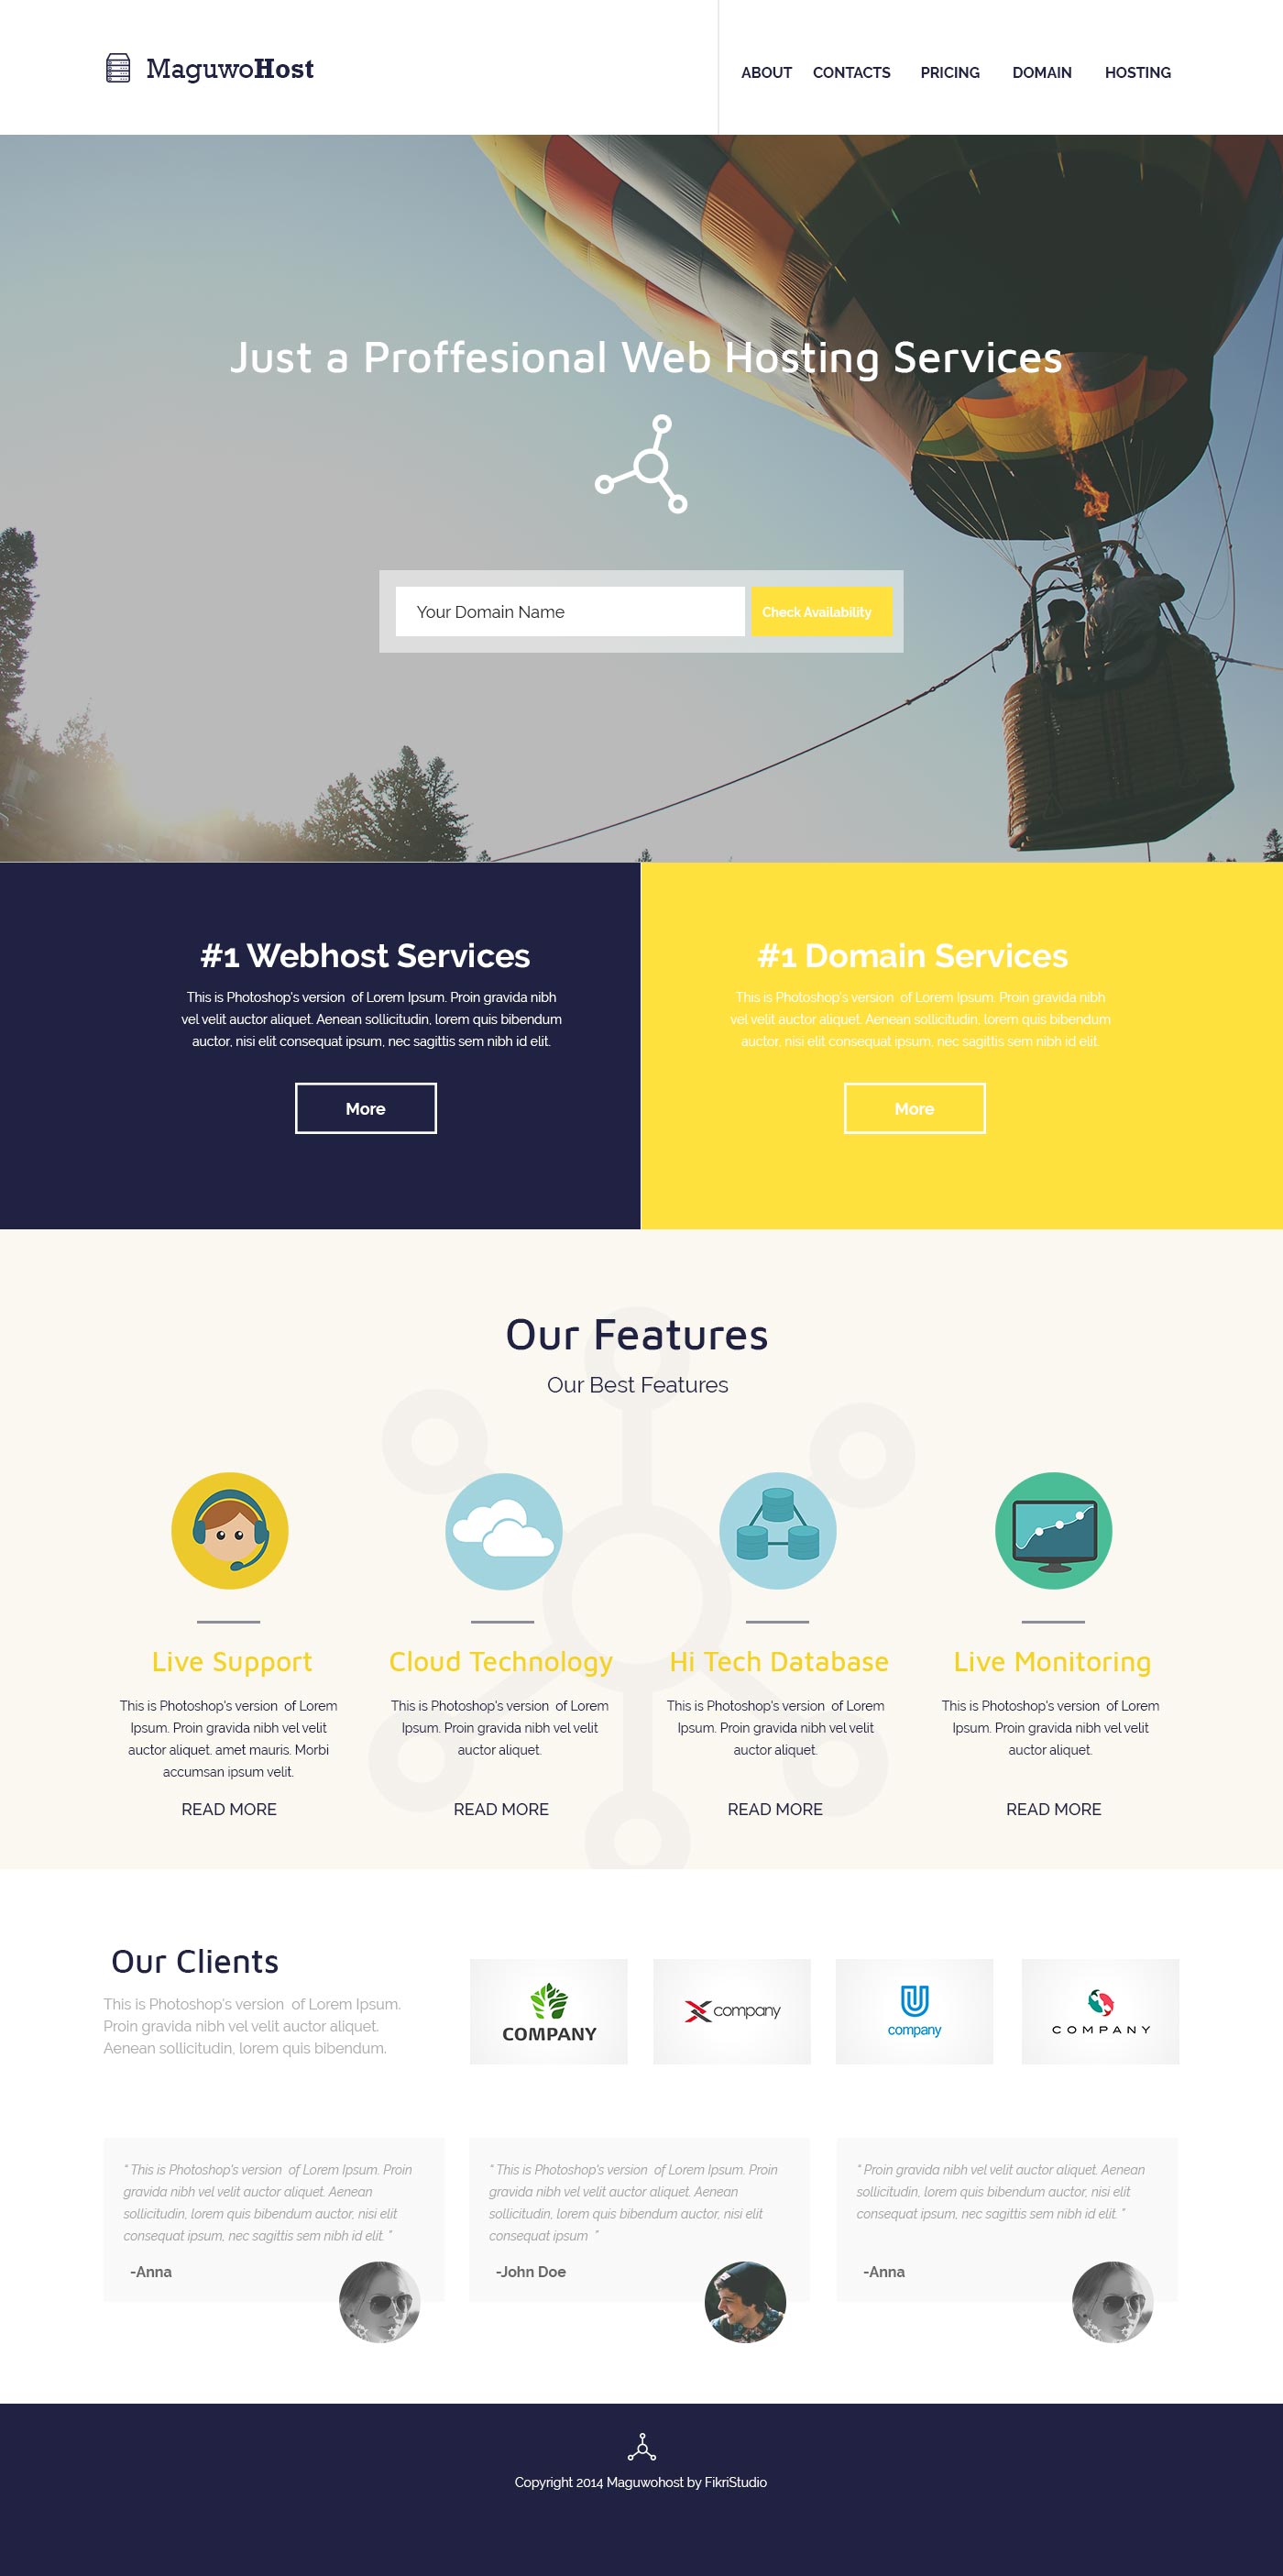 MaguwoHost
ABOUT CONTACTS PRICING DOMAIN HOSTING
Just a Proffesional Web Hosting Services
Your Domain Name
Check Availability
#1 Webhost Services
This is Photoshop's version of Lorem Ipsum. Proin gravida nibh
vel velit auctor aliquet. Aenean sollicitudin, lorem quis bibendum
auctor, nisi elit consequat ipsum, nec sagittis sem nibh id elit.
More
#1 Domain Services
This is Photoshop's version of Lorem Ipsum. Proin gravida nibh
vel velit auctor aliquet. Aenean sollicitudin, lorem quis bibendum
auctor, nisi elit consequat ipsum, nec sagittis sem nibh id elit.
More
Our Features
Our Best Features
Live Support
This is Photoshop's version of Lorem
Ipsum. Proin gravida nibh vel velit
auctor aliquet. amet mauris. Morbi
accumsan ipsum velit.
READ MORE
Cloud Technology
This is Photoshop's version of Lorem
Ipsum. Proin gravida nibh vel velit
auctor aliquet.
READ MORE
Hi Tech Database
This is Photoshop's version of Lorem
Ipsum. Proin gravida nibh vel velit
auctor aliquet.
READ MORE
Live Monitoring
This is Photoshop's version of Lorem
Ipsum. Proin gravida nibh vel velit
auctor aliquet.
READ MORE
Our Clients
This is Photoshop's version of Lorem Ipsum.
Proin gravida nibh vel velit auctor aliquet.
Aenean sollicitudin, lorem quis bibendum.
COMPANY
company
company
COMPANY
" This is Photoshop's version of Lorem Ipsum. Proin
gravida nibh vel velit auctor aliquet. Aenean
sollicitudin, lorem quis bibendum auctor, nisi elit
consequat ipsum, nec sagittis sem nibh id elit. "
-Anna
" This is Photoshop's version of Lorem Ipsum. Proin
gravida nibh vel velit auctor aliquet. Aenean
sollicitudin, lorem quis bibendum auctor, nisi elit
consequat ipsum "
-John Doe
" Proin gravida nibh vel velit auctor aliquet. Aenean
sollicitudin, lorem quis bibendum auctor, nisi elit
consequat ipsum, nec sagittis sem nibh id elit. "
-Anna
Copyright 2014 Maguwohost by FikriStudio